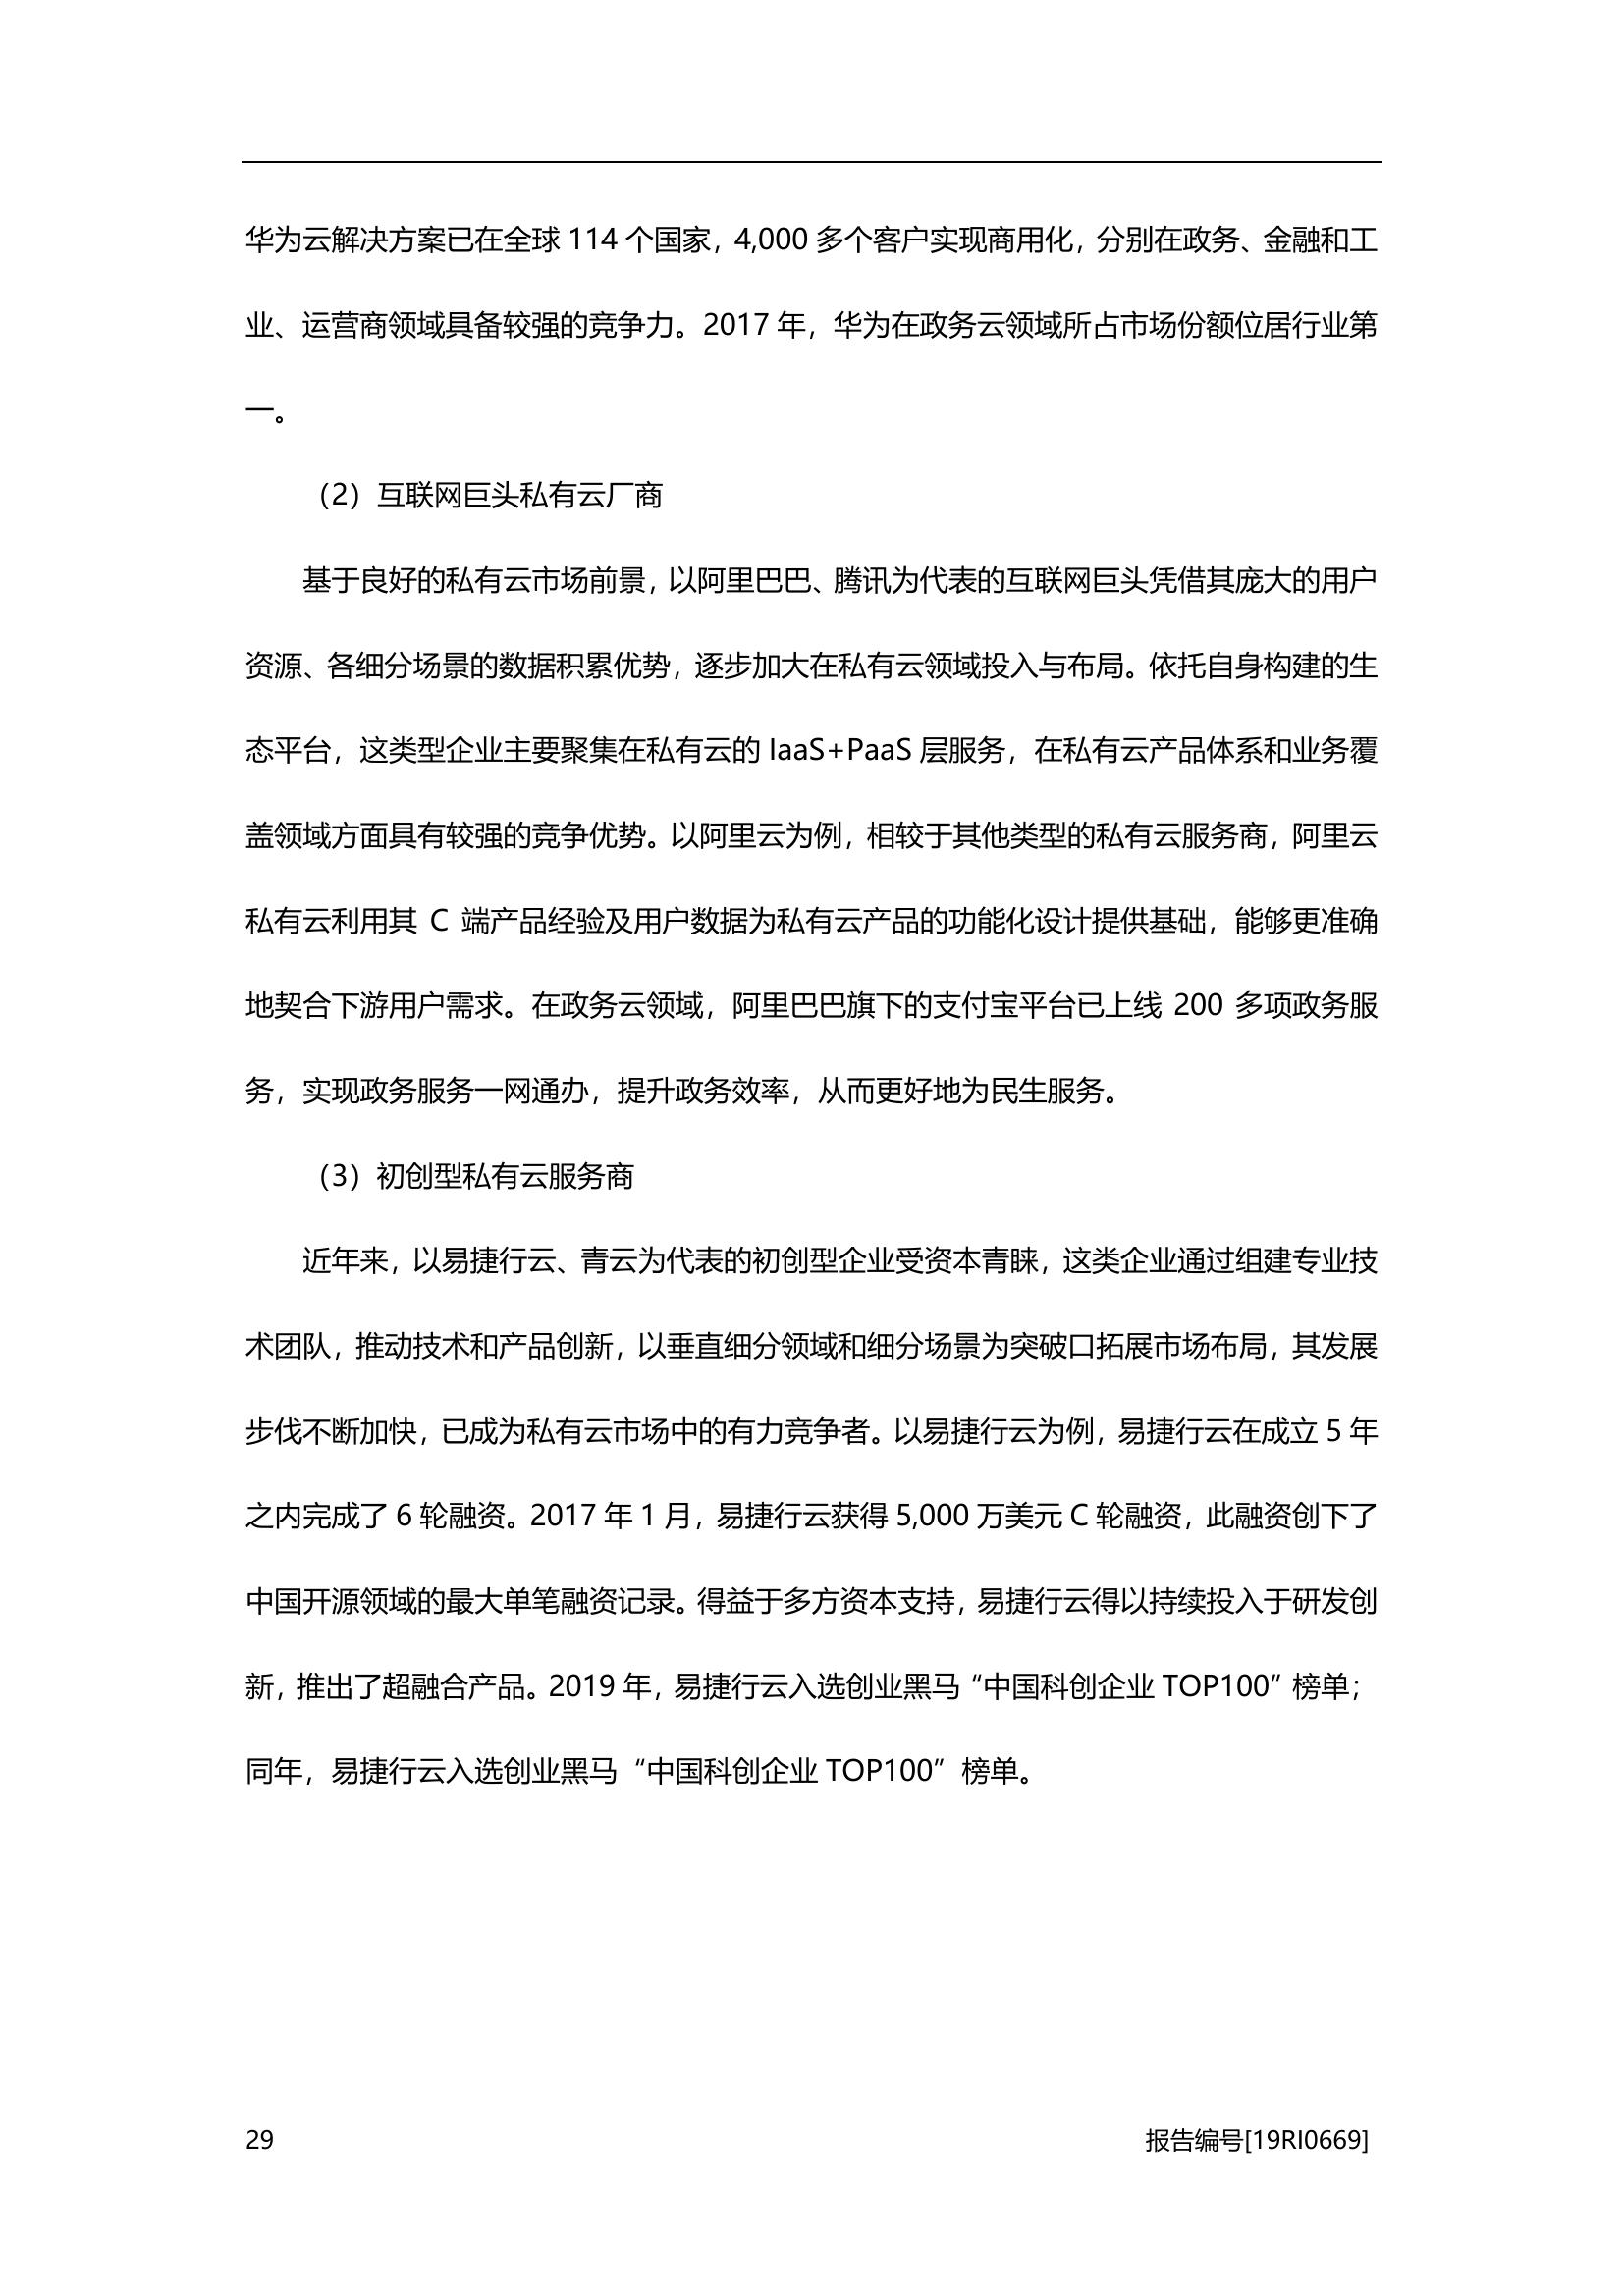 华为云解决方案已在全球 114 个国家，4,000 多个客户实现商用化，分别在政务、金融和工
业、运营商领域具备较强的竞争力。2017 年，华为在政务云领域所占市场份额位居行业第
一。
（2）互联网巨头私有云厂商
基于良好的私有云市场前景，以阿里巴巴、腾讯为代表的互联网巨头凭借其庞大的用户
资源、各细分场景的数据积累优势，逐步加大在私有云领域投入与布局。依托自身构建的生
态平台，这类型企业主要聚集在私有云的 IaaS+PaaS 层服务，在私有云产品体系和业务覆
盖领域方面具有较强的竞争优势。以阿里云为例，相较于其他类型的私有云服务商，阿里云
私有云利用其 C 端产品经验及用户数据为私有云产品的功能化设计提供基础，能够更准确
地契合下游用户需求。在政务云领域，阿里巴巴旗下的支付宝平台已上线 200 多项政务服
务，实现政务服务一网通办，提升政务效率，从而更好地为民生服务。
（3）初创型私有云服务商
近年来，以易捷行云、青云为代表的初创型企业受资本青睐，这类企业通过组建专业技
术团队，推动技术和产品创新，以垂直细分领域和细分场景为突破口拓展市场布局，其发展
步伐不断加快，已成为私有云市场中的有力竞争者。以易捷行云为例，易捷行云在成立 5 年
之内完成了 6 轮融资。2017 年 1 月，易捷行云获得 5,000 万美元 C 轮融资，此融资创下了
中国开源领域的最大单笔融资记录。得益于多方资本支持，易捷行云得以持续投入于研发创
新，推出了超融合产品。2019 年，易捷行云入选创业黑马“中国科创企业 TOP100”榜单；
同年，易捷行云入选创业黑马“中国科创企业 TOP100”榜单。
29 报告编号[19RI0669]